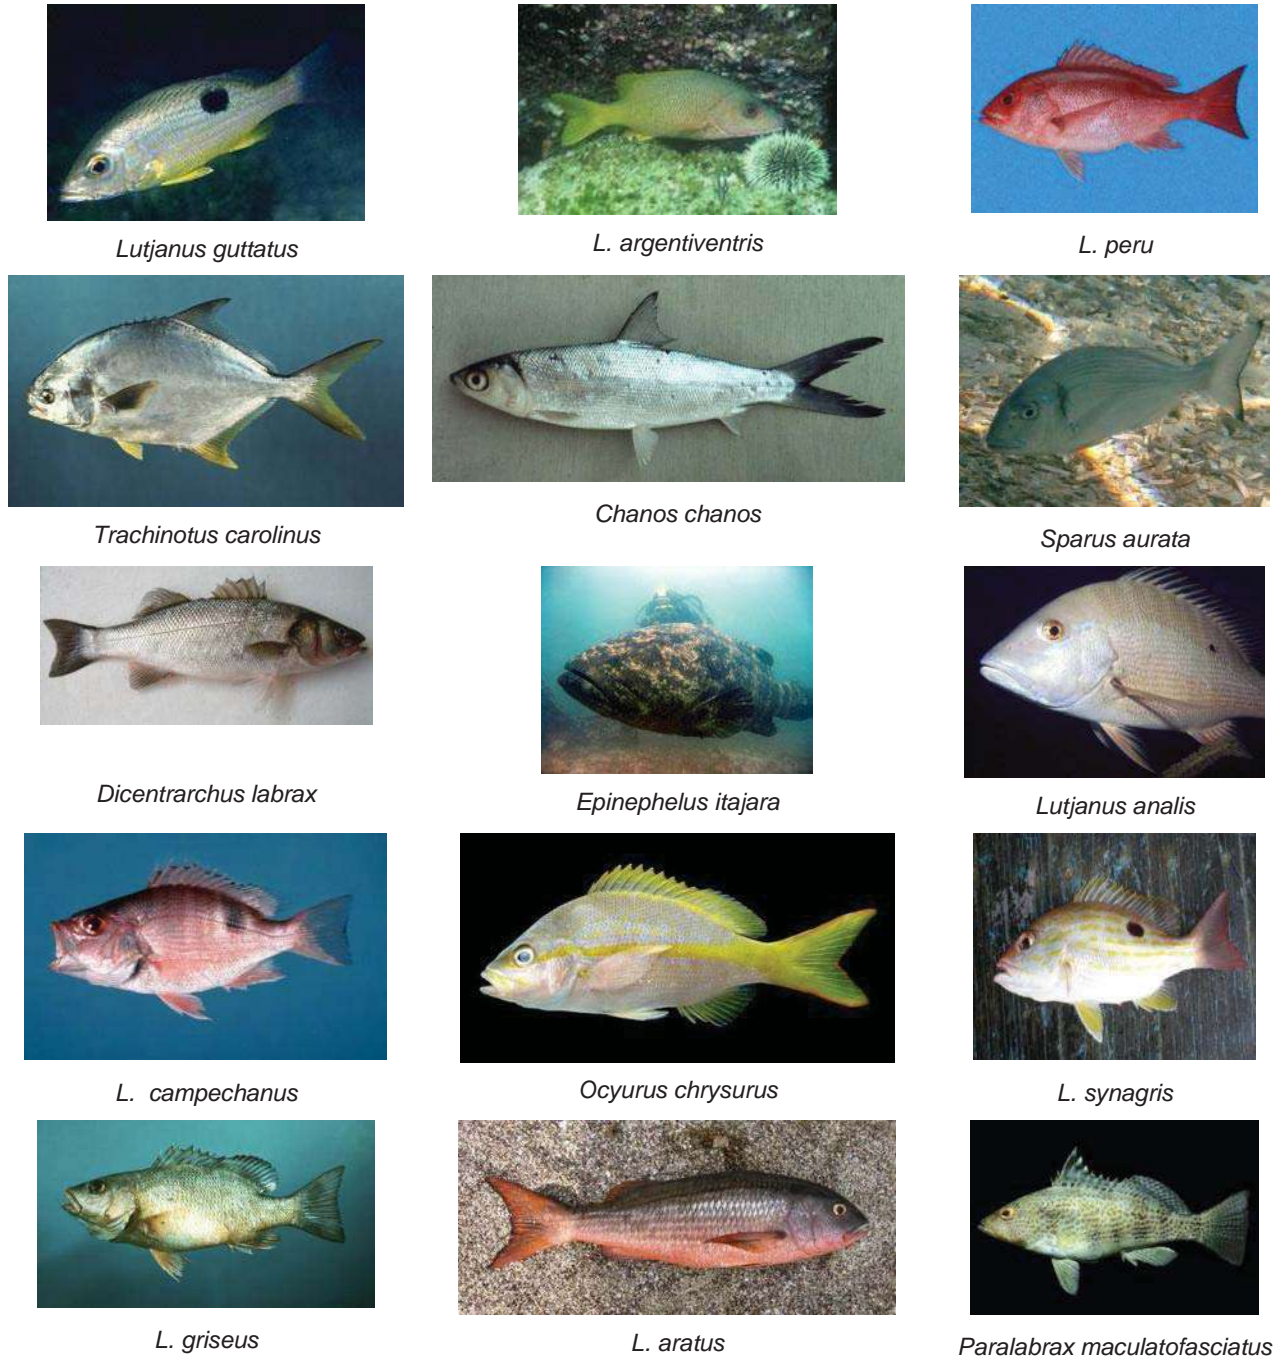 Lutjanus guttatus
L. argentiventris
L. peru
Trachinotus carolinus
Chanos chanos
Sparus aurata
Dicentrarchus labrax
Epinephelus itajara
Lutjanus analis
L. campechanus
Ocyurus chrysurus
L. synagris
L. griseus
L. aratus
Paralabrax maculatofasciatus